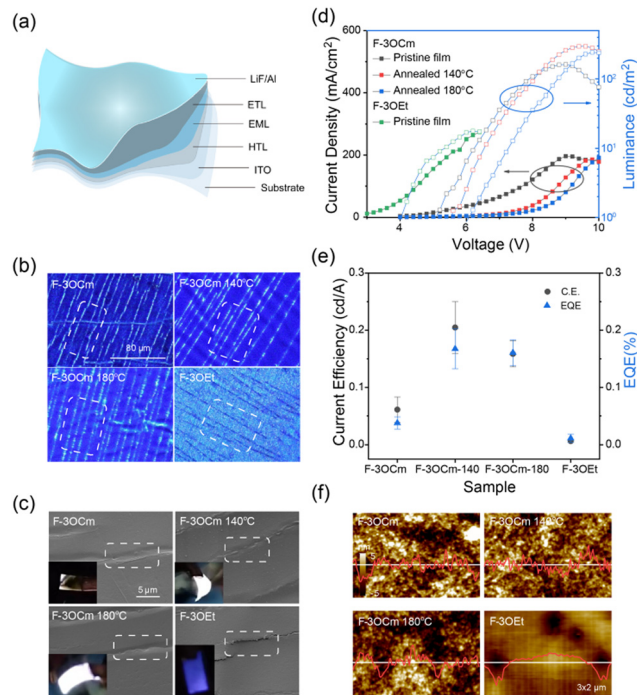 (a)
LiF/Al
ETL
EML
HTL
ITO
Substrate
(b)
F-3OCm
F-3OCm 140°C
80 μm
F-3OCm 180°C
F-3OEt
(c)
F-3OCm
F-3OCm 140°C
5 μm
F-3OCm 180°C
F-3OEt
(d)
600
500
400
300
200
100
0
Current Density (mA/cm²)
F-3OCm
Pristine film
Annealed 140°C
Annealed 180°C
F-3OEt
Pristine film
4
6
8
10
Voltage (V)
10²
10¹
10⁰
Luminance (cd/m²)
(e)
0.3
0.2
0.1
0.0
Current Efficiency (cd/A)
C.E.
EQE
0.3
0.2
0.1
0.0
EQE(%)
F-3OCm
F-3OCm-140
F-3OCm-180
F-3OEt
Sample
(f)
F-3OCm
F-3OCm 140°C
F-3OCm 180°C
F-3OEt
3x2 μm